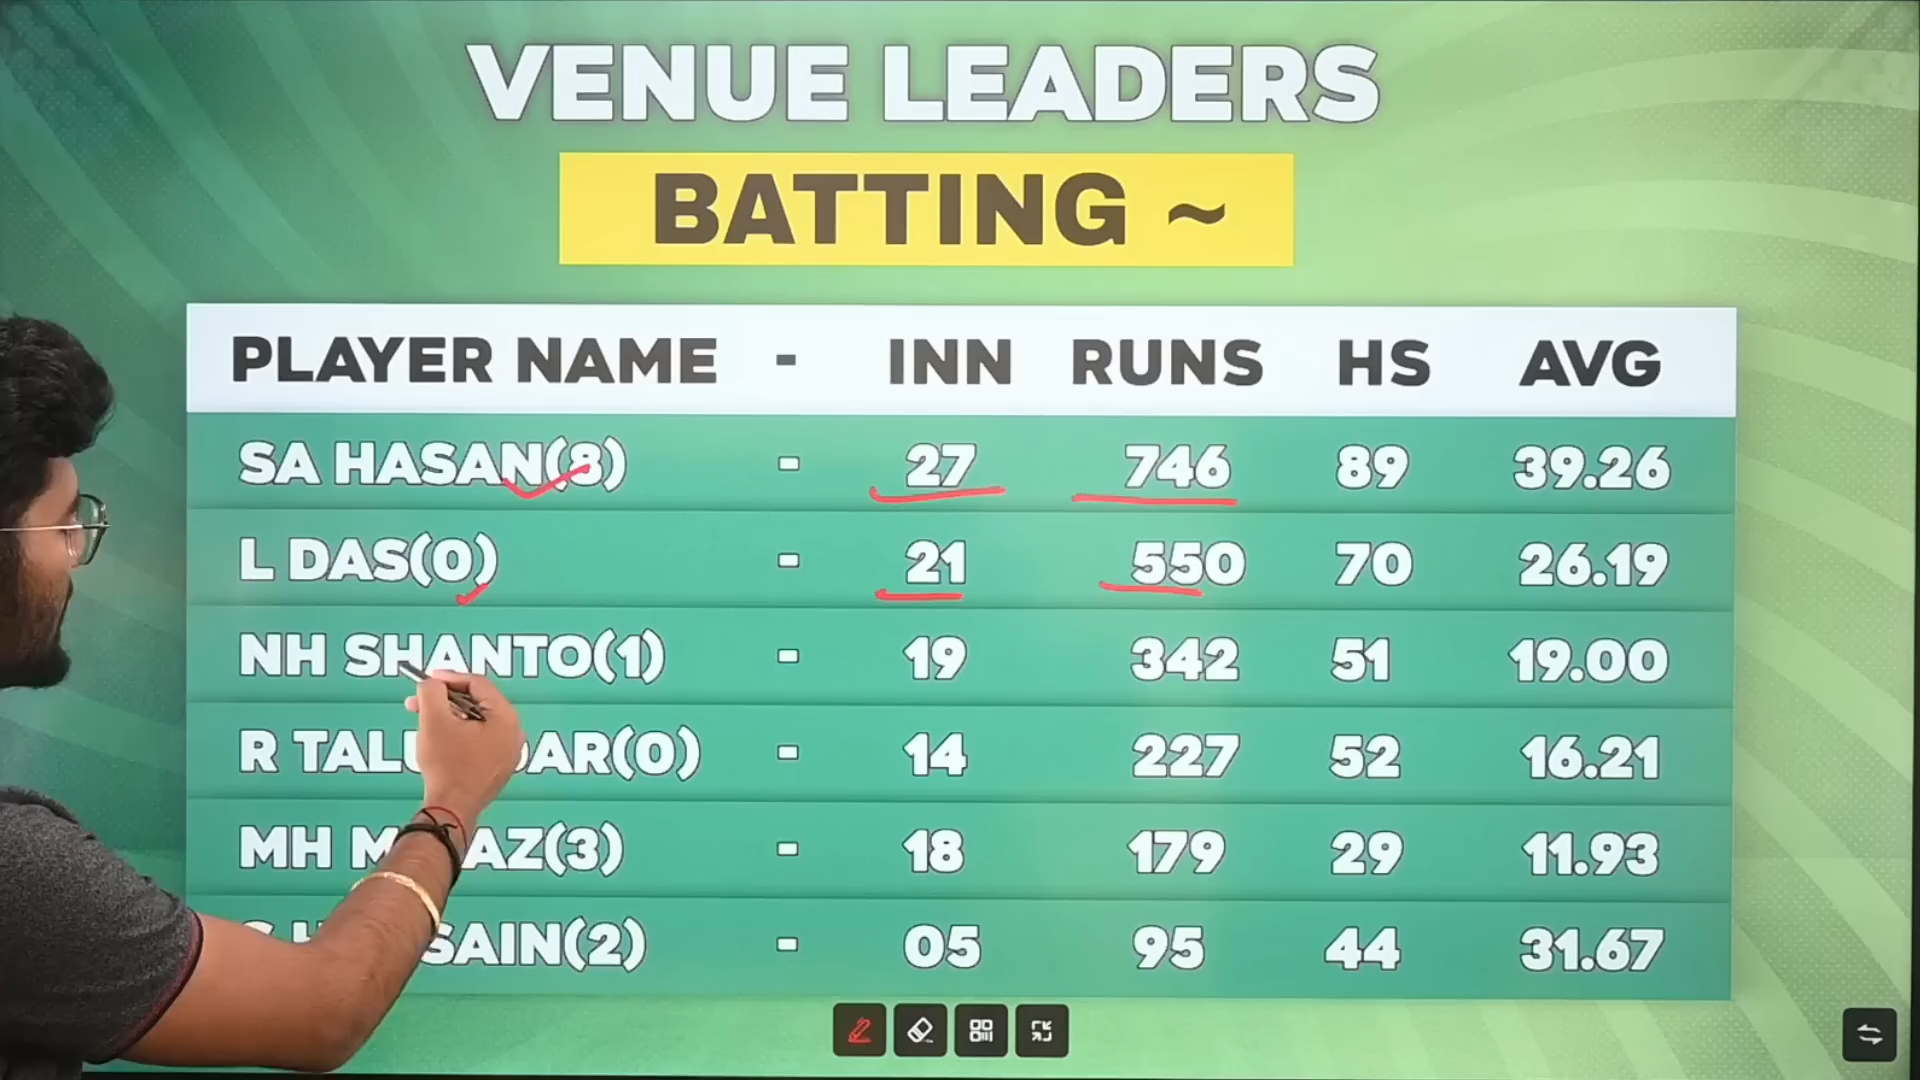 VENUE LEADERS
BATTING ~
PLAYER NAME - INN RUNS HS AVG
SA HASAN(8) - 27 746 89 39.26
L DAS(0) - 21 550 70 26.19
NH SHANTO(1) - 19 342 51 19.00
R - 14 227 52 16.21
MH - 18 179 29 11.93
- 05 95 44 31.67